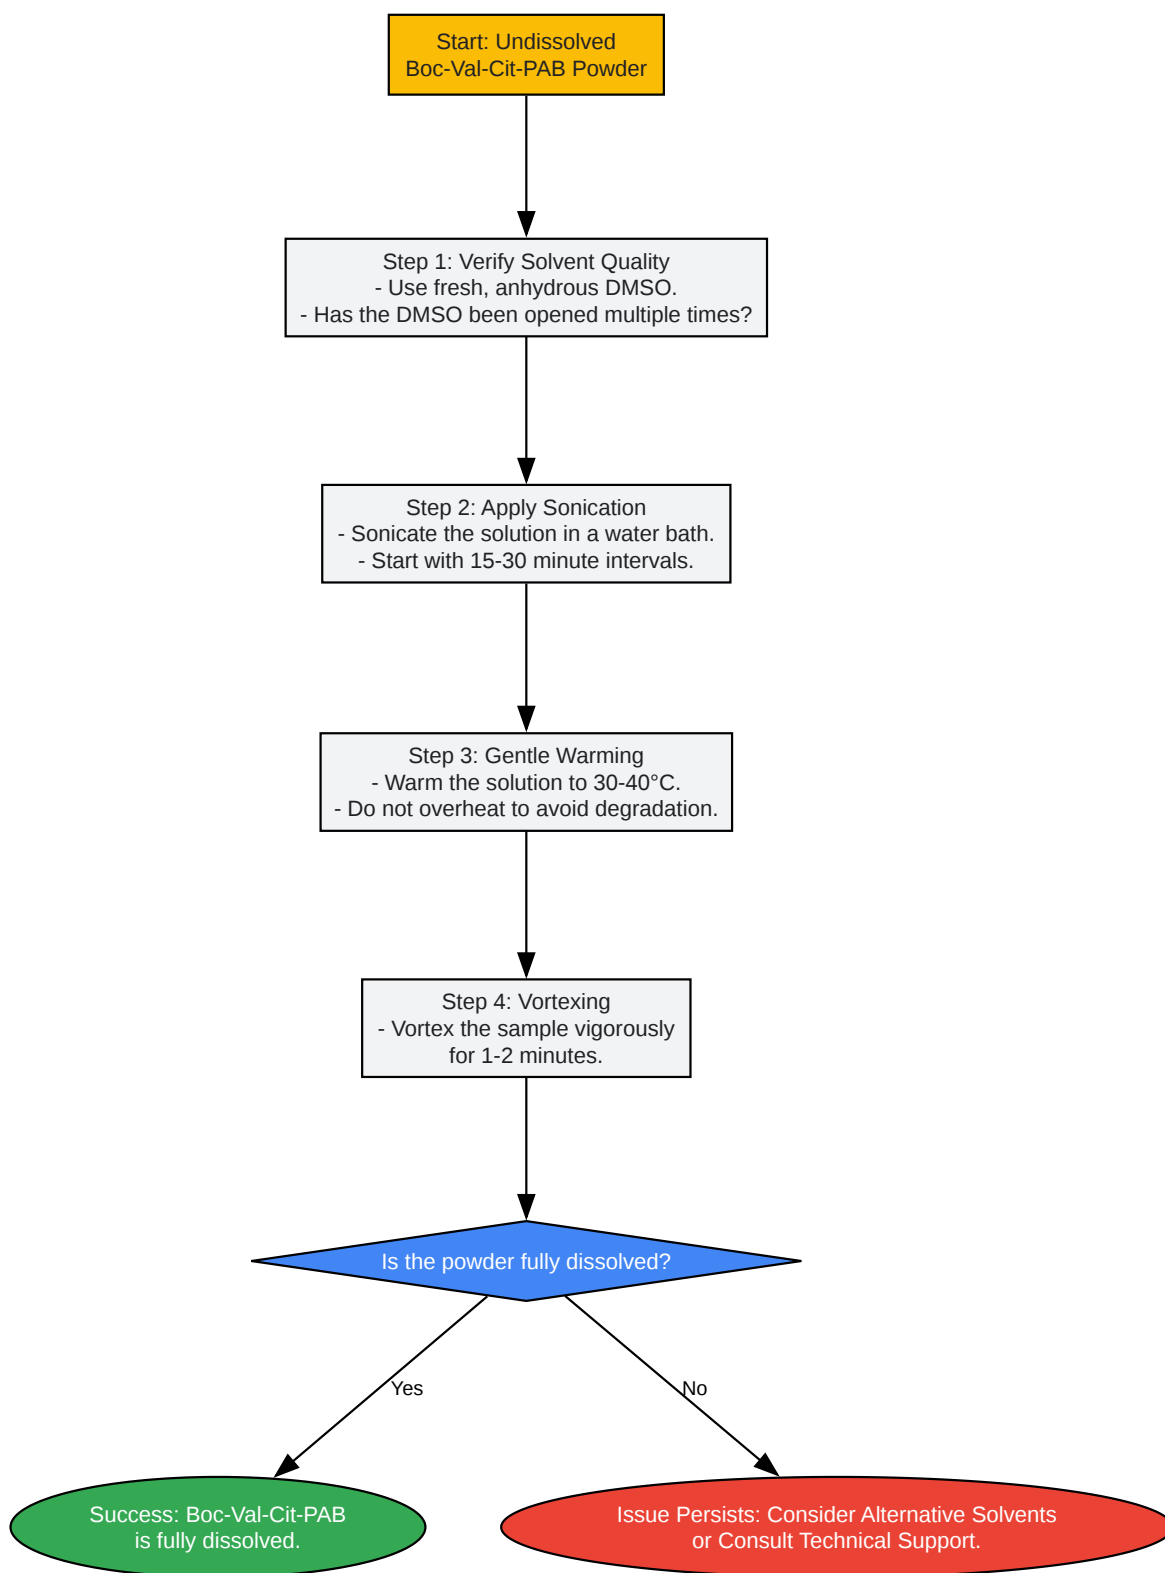 Start: Undissolved
Boc-Val-Cit-PAB Powder
Step 1: Verify Solvent Quality
- Use fresh, anhydrous DMSO.
- Has the DMSO been opened multiple times?
Step 2: Apply Sonication
- Sonicate the solution in a water bath.
- Start with 15-30 minute intervals.
Step 3: Gentle Warming
- Warm the solution to 30-40°C.
- Do not overheat to avoid degradation.
Step 4: Vortexing
- Vortex the sample vigorously
for 1-2 minutes.
Is the powder fully dissolved?
Yes
No
Success: Boc-Val-Cit-PAB
is fully dissolved.
Issue Persists: Consider Alternative Solvents
or Consult Technical Support.